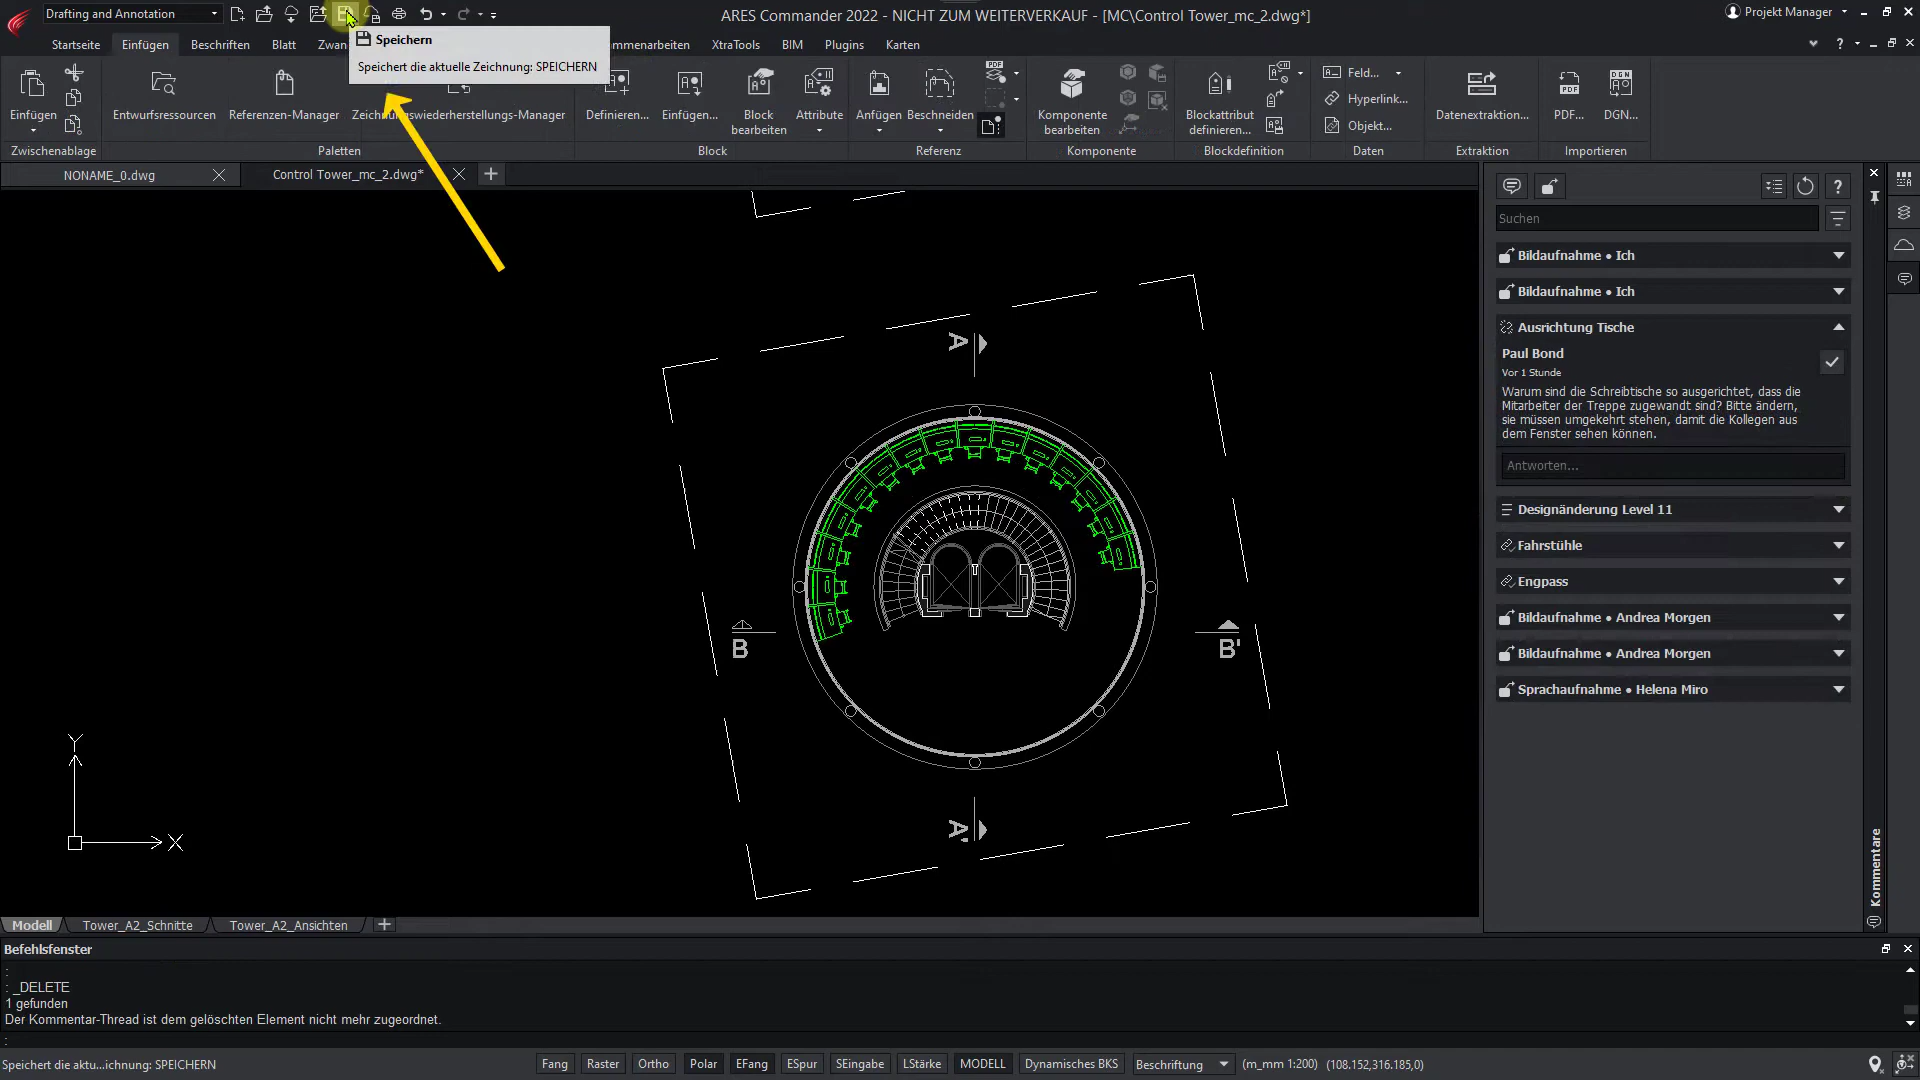 Drafting and Annotation
ARES Commander 2022 - NICHT ZUM WEITERVERKAUF - [MC\Control Tower_mc_2.dwg*]
Projekt Manager
Startseite
Einfügen
Beschriften
Blatt
Zwan
ommenarbeiten
XtraTools
BIM
Plugins
Karten
Speichern
Speichert die aktuelle Zeichnung: SPEICHERN
Einfügen
Entwurfsressourcen
Referenzen-Manager
Zeichnungswiederherstellungs-Manager
Definieren...
Einfügen...
Block
bearbeiten
Attribute
Anfügen
Beschneiden
PDF
Komponente
bearbeiten
Blockattribut
definieren...
Feld...
Hyperlink...
Objekt...
Datenextraktion...
PDF
PDF...
DGN
DGN...
Zwischenablage
Paletten
Block
Referenz
Komponente
Blockdefinition
Daten
Extraktion
Importieren
NONAME_0.dwg
Control Tower_mc_2.dwg*
A
B
B'
A'
Y
X
Suchen
Bildaufnahme ● Ich
Bildaufnahme ● Ich
Ausrichtung Tische
Paul Bond
Vor 1 Stunde
Warum sind die Schreibtische so ausgerichtet, dass die
Mitarbeiter der Treppe zugewandt sind? Bitte ändern,
sie müssen umgekehrt stehen, damit die Kollegen aus
dem Fenster sehen können.
Antworten...
Designänderung Level 11
Fahrstühle
Engpass
Bildaufnahme ● Andrea Morgen
Bildaufnahme ● Andrea Morgen
Sprachaufnahme ● Helena Miro
Kommentare
Modell
Tower_A2_Schnitte
Tower_A2_Ansichten
Befehlsfenster
:
: _DELETE
1 gefunden
Der Kommentar-Thread ist dem gelöschten Element nicht mehr zugeordnet.
:
Speichert die aktu...ichnung: SPEICHERN
Fang
Raster
Ortho
Polar
EFang
ESpur
SEingabe
LStärke
MODELL
Dynamisches BKS
Beschriftung
(m_mm 1:200)
(108.152,316.185,0)